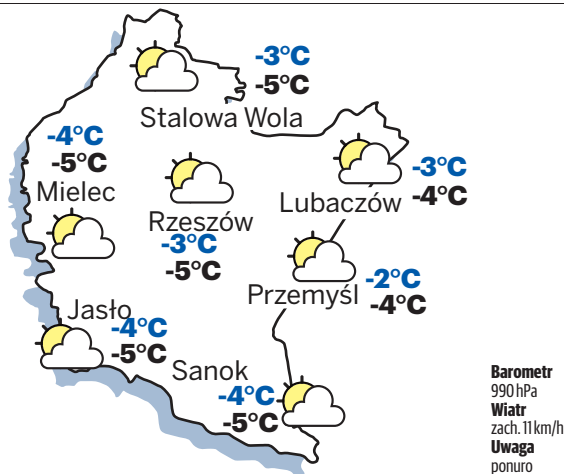 -3°C
-5°C
Stalowa Wola
-4°C
-5°C
Mielec
-3°C
-4°C
Lubaczów
Rzeszów
-3°C
-5°C
-2°C
-4°C
Przemyśl
Jasło
-4°C
-5°C
Sanok
-4°C
-5°C
Barometr
990 hPa
Wiatr
zach. 11 km/h
Uwaga
ponuro